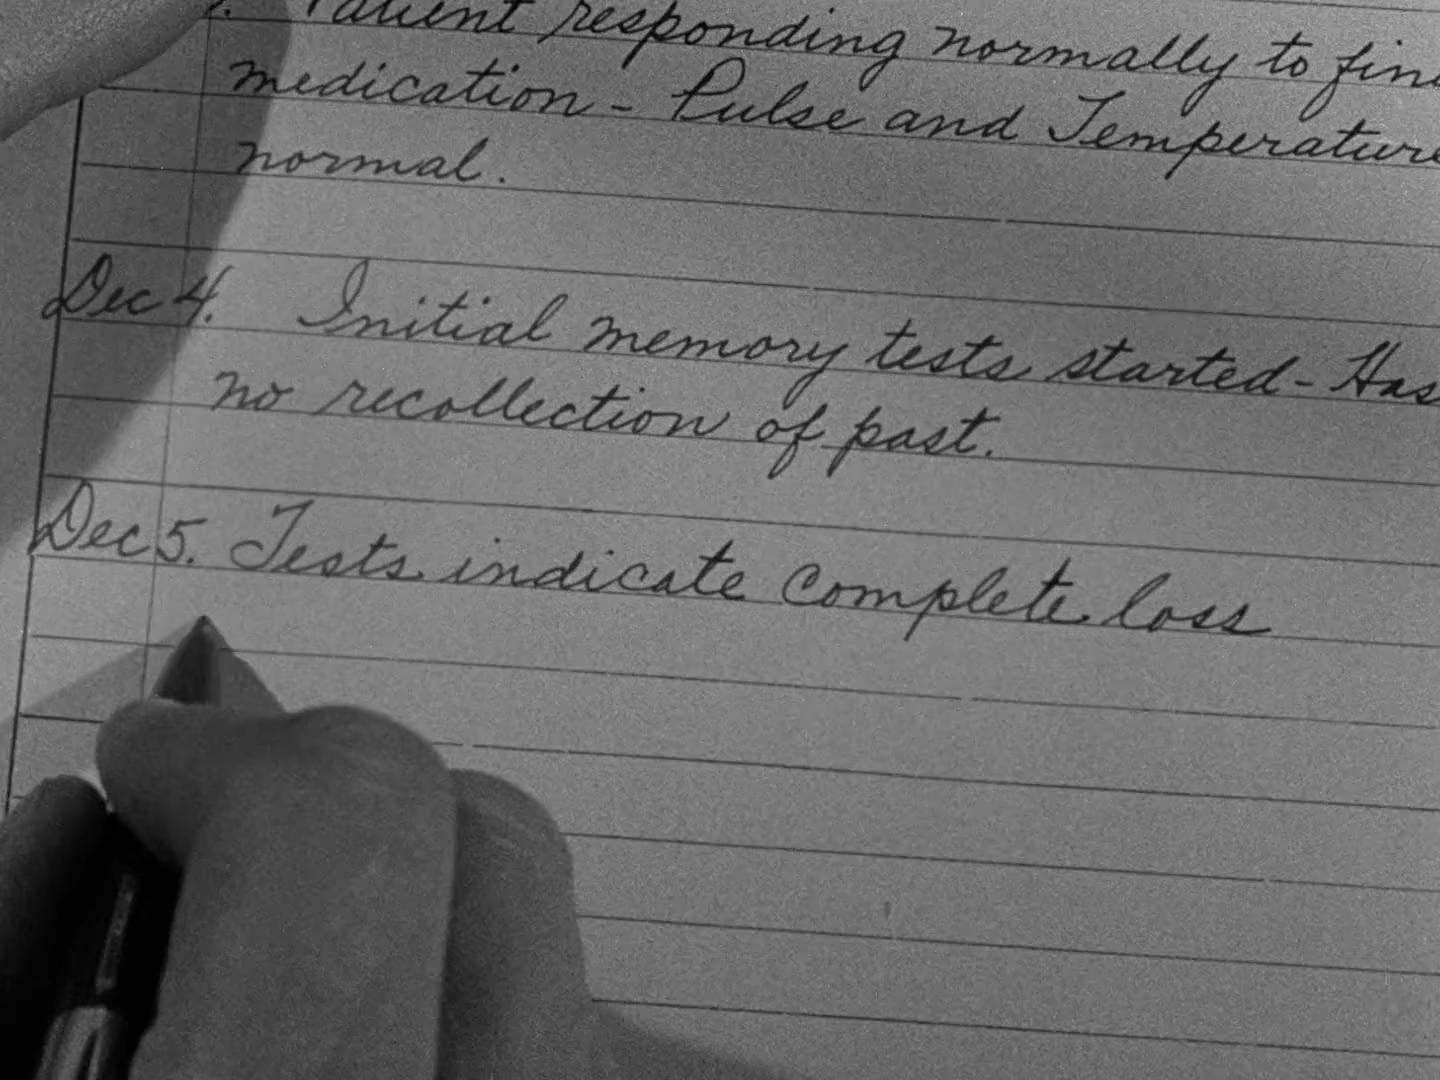 Patient responding normally to
medication - Pulse and Temperature
normal.
Dec 4. Initial memory tests started - Has
no recollection of past.
Dec 5. Tests indicate complete loss